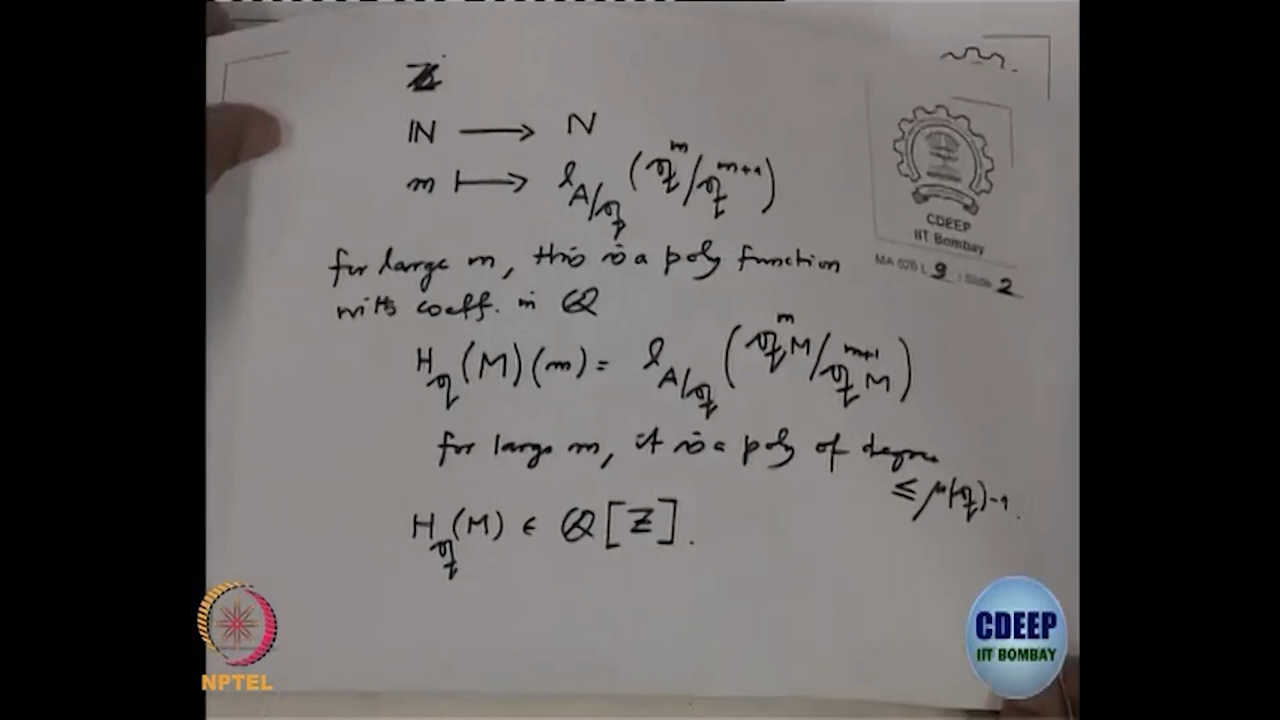 ℕ ⟶ N
m ⟼ ℓ_{A/𝔮} (𝔮^m/𝔮^{m+1})
for large m, this is a poly function
with coeff. in ℚ
H_𝔮(M)(m) = ℓ_{A/𝔮} (𝔮^m M/𝔮^{m+1} M)
for large m, it is a poly of degree
≤ μ(𝔮)-1.
H_𝔮(M) ∈ ℚ[Z].
CDEEP
IIT Bombay
MA 526 L 9 / Slide 2
NPTEL
CDEEP
IIT BOMBAY